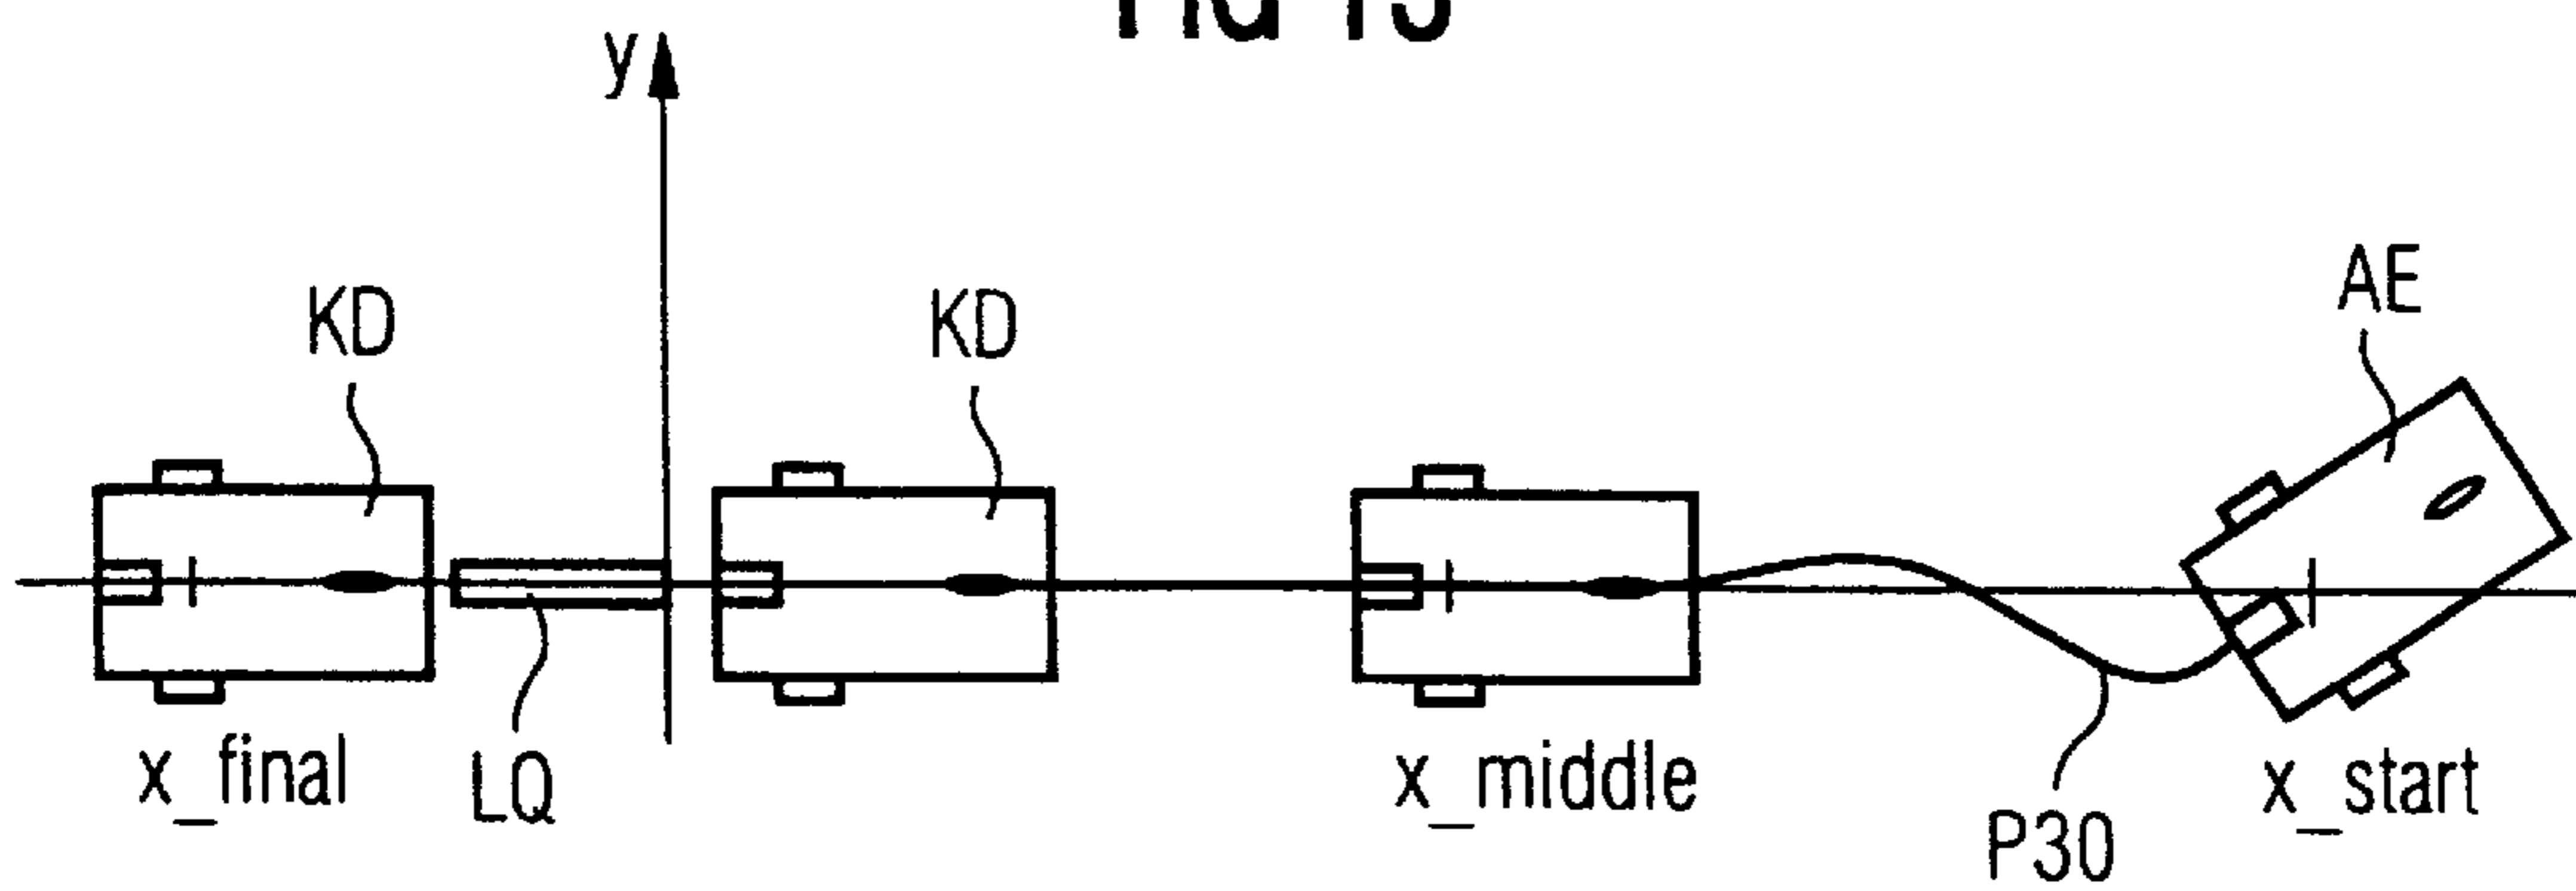 y
KD
KD
AE
x_final
LQ
x_middle
P30
x_start